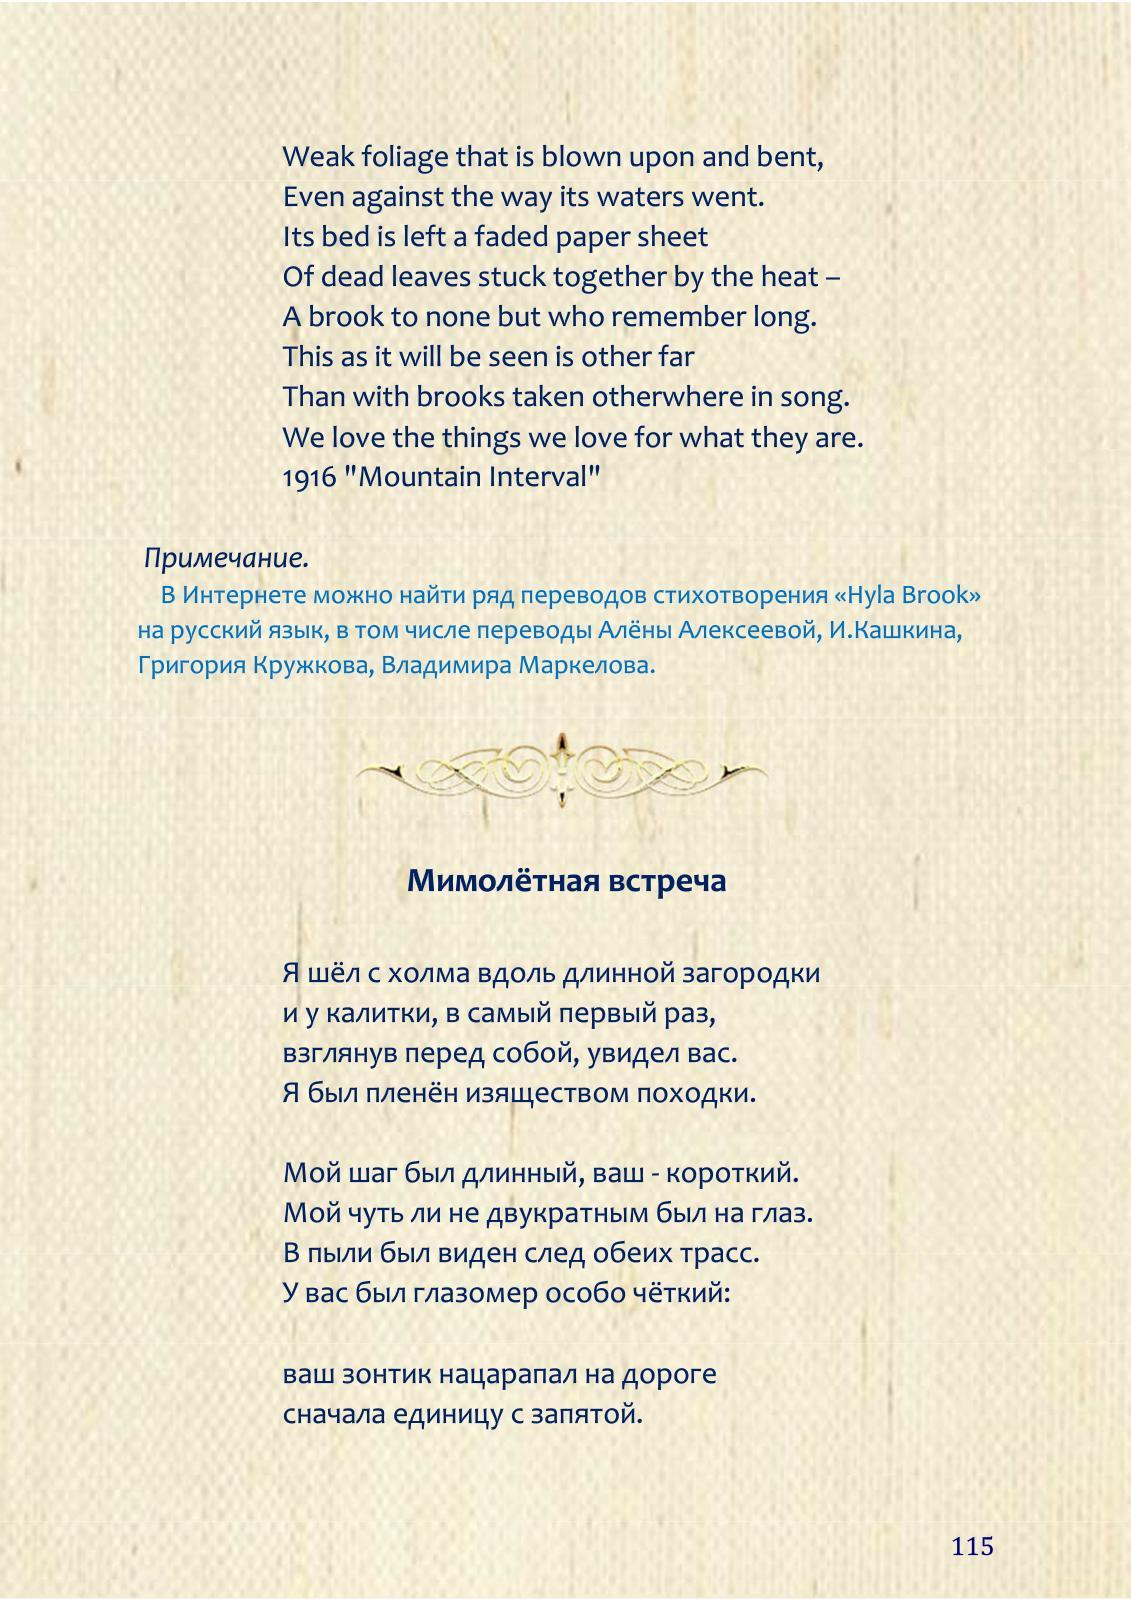 Weak foliage that is blown upon and bent,
Even against the way its waters went.
Its bed is left a faded paper sheet
Of dead leaves stuck together by the heat –
A brook to none but who remember long.
This as it will be seen is other far
Than with brooks taken otherwhere in song.
We love the things we love for what they are.
1916 "Mountain Interval"
Примечание.
В Интернете можно найти ряд переводов стихотворения «Hyla Brook»
на русский язык, в том числе переводы Алёны Алексеевой, И.Кашкина,
Григория Кружкова, Владимира Маркелова.
Мимолётная встреча
Я шёл с холма вдоль длинной загородки
и у калитки, в самый первый раз,
взглянув перед собой, увидел вас.
Я был пленён изяществом походки.
Мой шаг был длинный, ваш - короткий.
Мой чуть ли не двукратным был на глаз.
В пыли был виден след обеих трасс.
У вас был глазомер особо чёткий:
ваш зонтик нацарапал на дороге
сначала единицу с запятой.
115